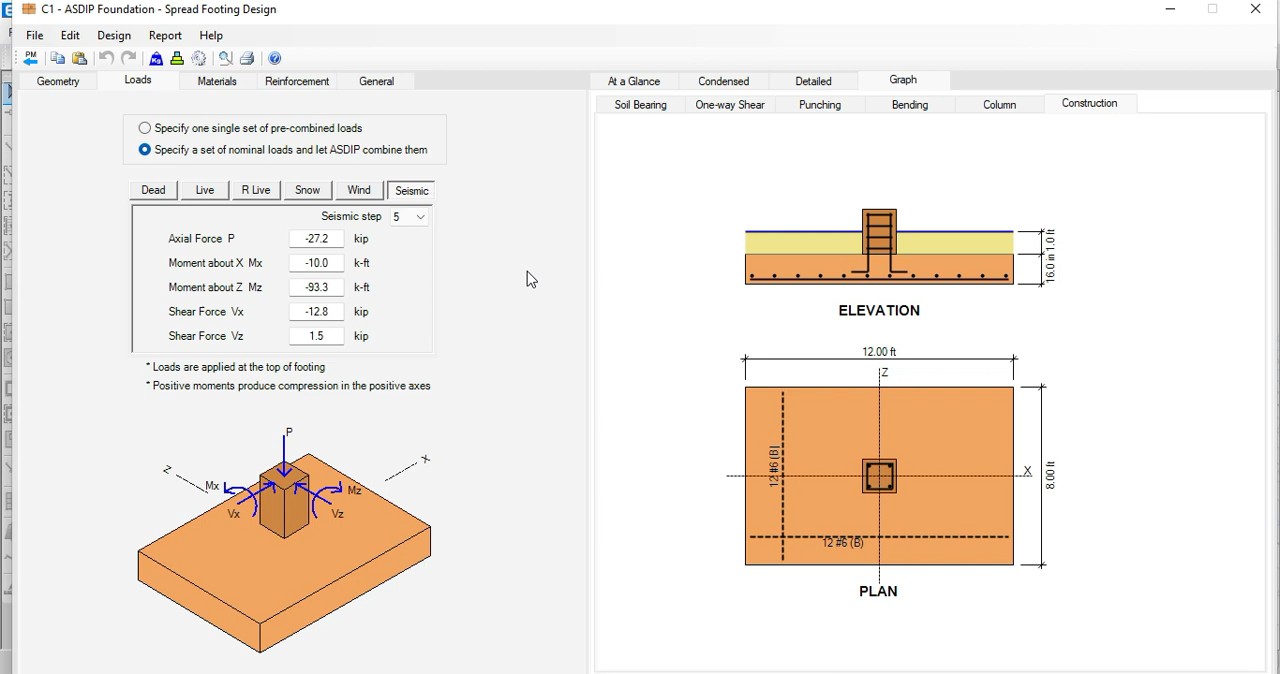 C1 - ASDIP Foundation - Spread Footing Design
File Edit Design Report Help
PM
Kip
Geometry Loads Materials Reinforcement General
At a Glance Condensed Detailed Graph
Soil Bearing One-way Shear Punching Bending Column Construction
Specify one single set of pre-combined loads
Specify a set of nominal loads and let ASDIP combine them
Dead Live R Live Snow Wind Seismic
Seismic step 5
Axial Force P -27.2 kip
Moment about X Mx -10.0 k-ft
Moment about Z Mz -93.3 k-ft
Shear Force Vx -12.8 kip
Shear Force Vz 1.5 kip
* Loads are applied at the top of footing
* Positive moments produce compression in the positive axes
P
Z
X
Mx
Mz
Vx
Vz
16.0 in 1.0 ft
ELEVATION
12.00 ft
Z
12 #6 (B)
X
8.00 ft
12 #6 (B)
PLAN